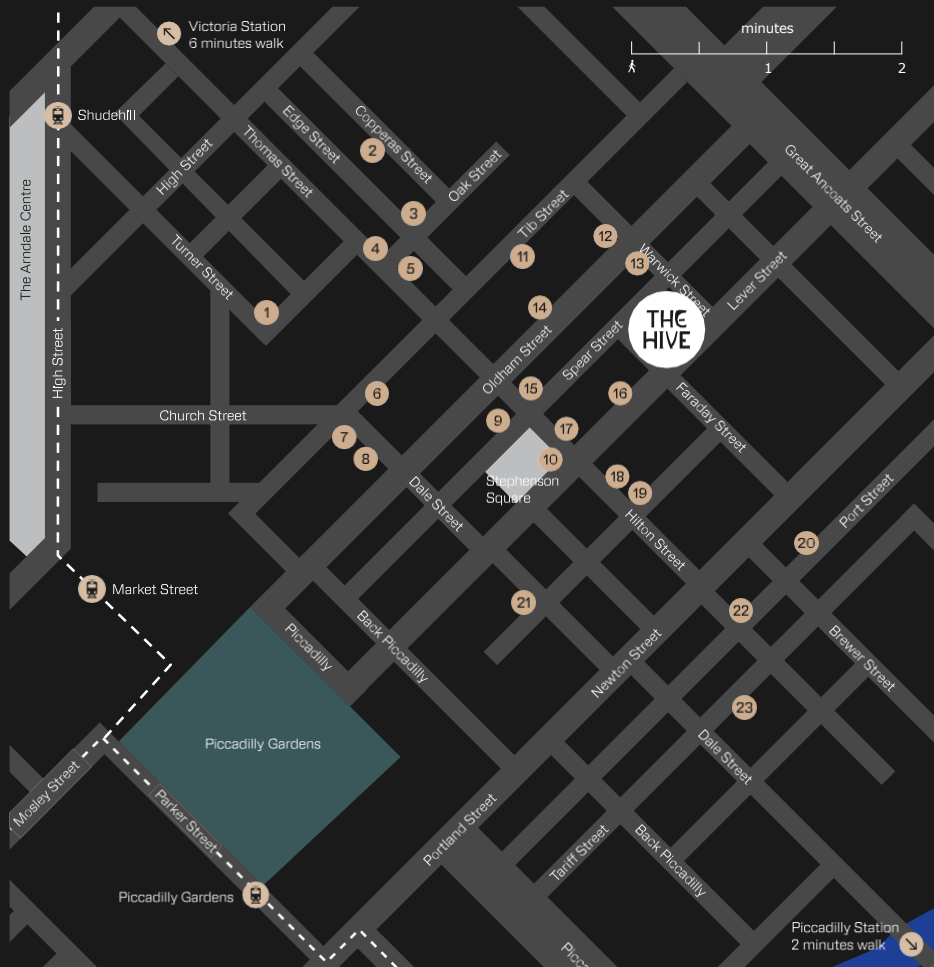 Victoria Station
6 minutes walk
minutes
1
2
Shudehill
High Street
Thomas Street
Edge Street
Copperas Street
Oak Street
Tib Street
Great Ancoats Street
The Arndale Centre
Turner Street
Warwick Street
Lever Street
THE
HIVE
High Street
Oldham Street
Spear Street
Church Street
Faraday Street
Stephenson
Square
Dale Street
Hilton Street
Port Street
Market Street
Piccadilly
Back Piccadilly
Newton Street
Brewer Street
Piccadilly Gardens
Dale Street
Mosley Street
Parker Street
Portland Street
Tariff Street
Back Piccadilly
Piccadilly Gardens
Piccadilly Station
2 minutes walk
1
2
3
4
5
6
7
8
9
10
11
12
13
14
15
16
17
18
19
20
21
22
23